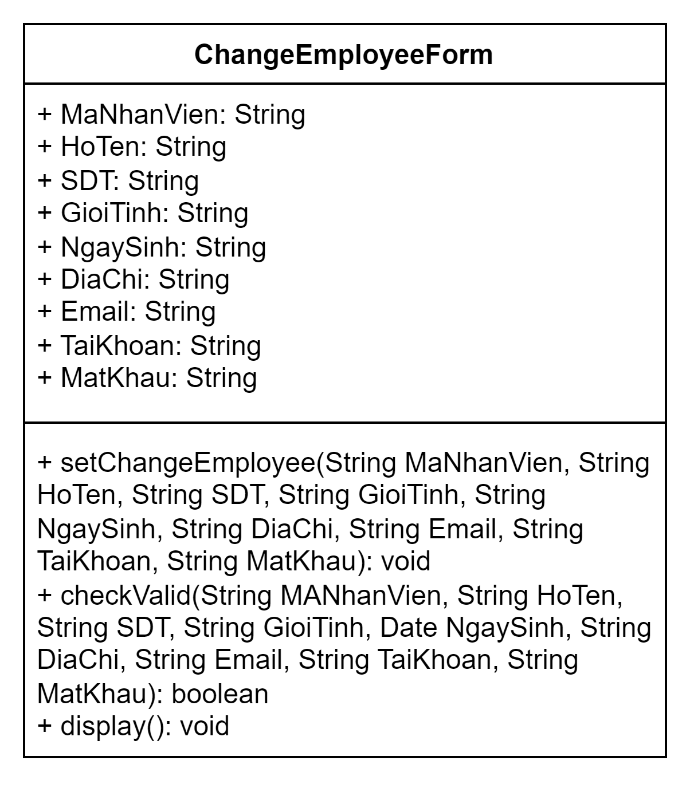 ChangeEmployeeForm
+ MaNhanVien: String
+ HoTen: String
+ SDT: String
+ GioiTinh: String
+ NgaySinh: String
+ DiaChi: String
+ Email: String
+ TaiKhoan: String
+ MatKhau: String
+ setChangeEmployee(String MaNhanVien, String
HoTen, String SDT, String GioiTinh, String
NgaySinh, String DiaChi, String Email, String
TaiKhoan, String MatKhau): void
+ checkValid(String MANhanVien, String HoTen,
String SDT, String GioiTinh, Date NgaySinh, String
DiaChi, String Email, String TaiKhoan, String
MatKhau): boolean
+ display(): void